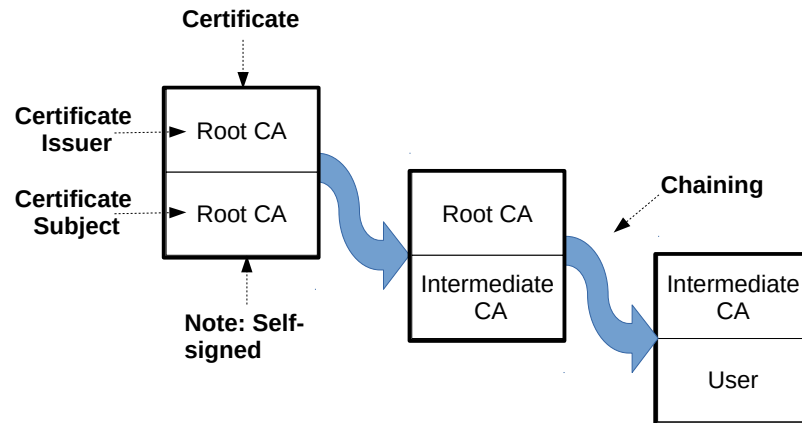 Certificate
Certificate
Issuer
Root CA
Certificate
Subject
Root CA
Note: Self-
signed
Root CA
Intermediate
CA
Chaining
Intermediate
CA
User